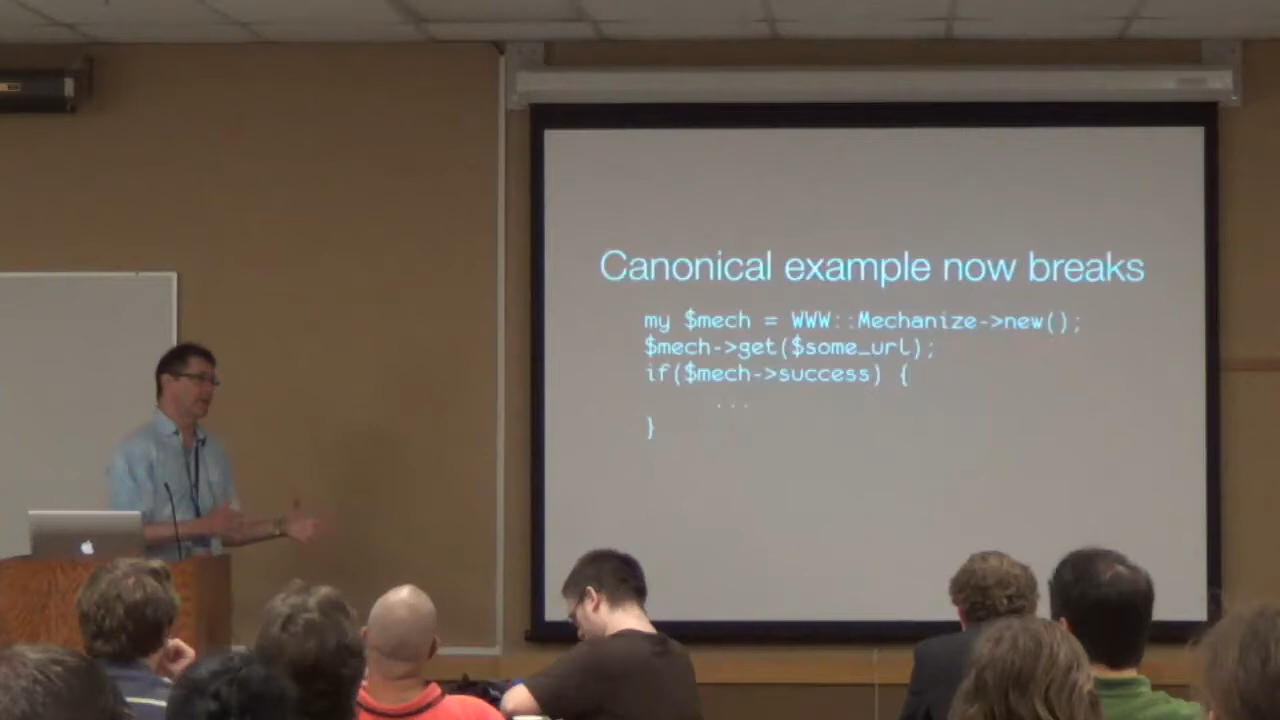 Canonical example now breaks
my $mech = WWW::Mechanize->new();
$mech->get($some_url);
if($mech->success) {
...
}